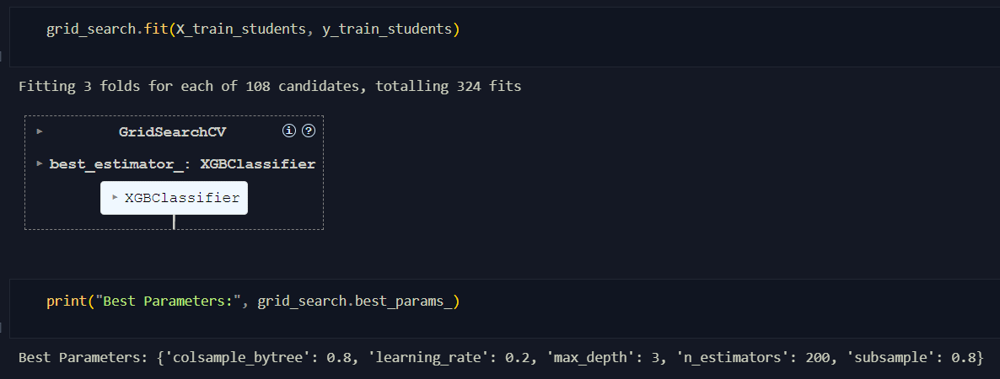 grid_search.fit(X_train_students, y_train_students)
Fitting 3 folds for each of 108 candidates, totalling 324 fits
GridSearchCV
best_estimator_: XGBClassifier
XGBClassifier
print("Best Parameters:", grid_search.best_params_)
Best Parameters: {'colsample_bytree': 0.8, 'learning_rate': 0.2, 'max_depth': 3, 'n_estimators': 200, 'subsample': 0.8}